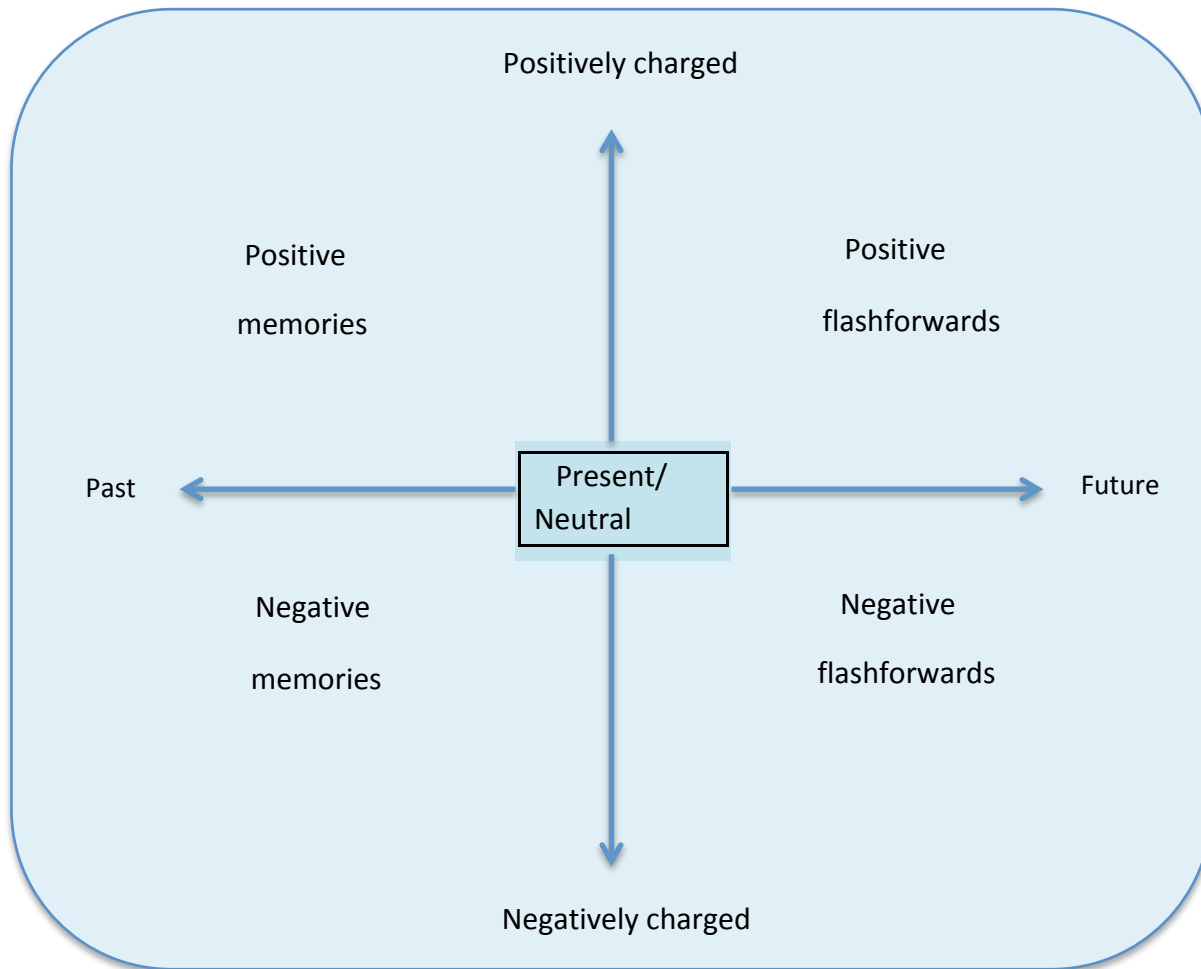 Positively charged
Positive
memories
Positive
flashforwards
Past
Present/
Neutral
Future
Negative
memories
Negative
flashforwards
Negatively charged